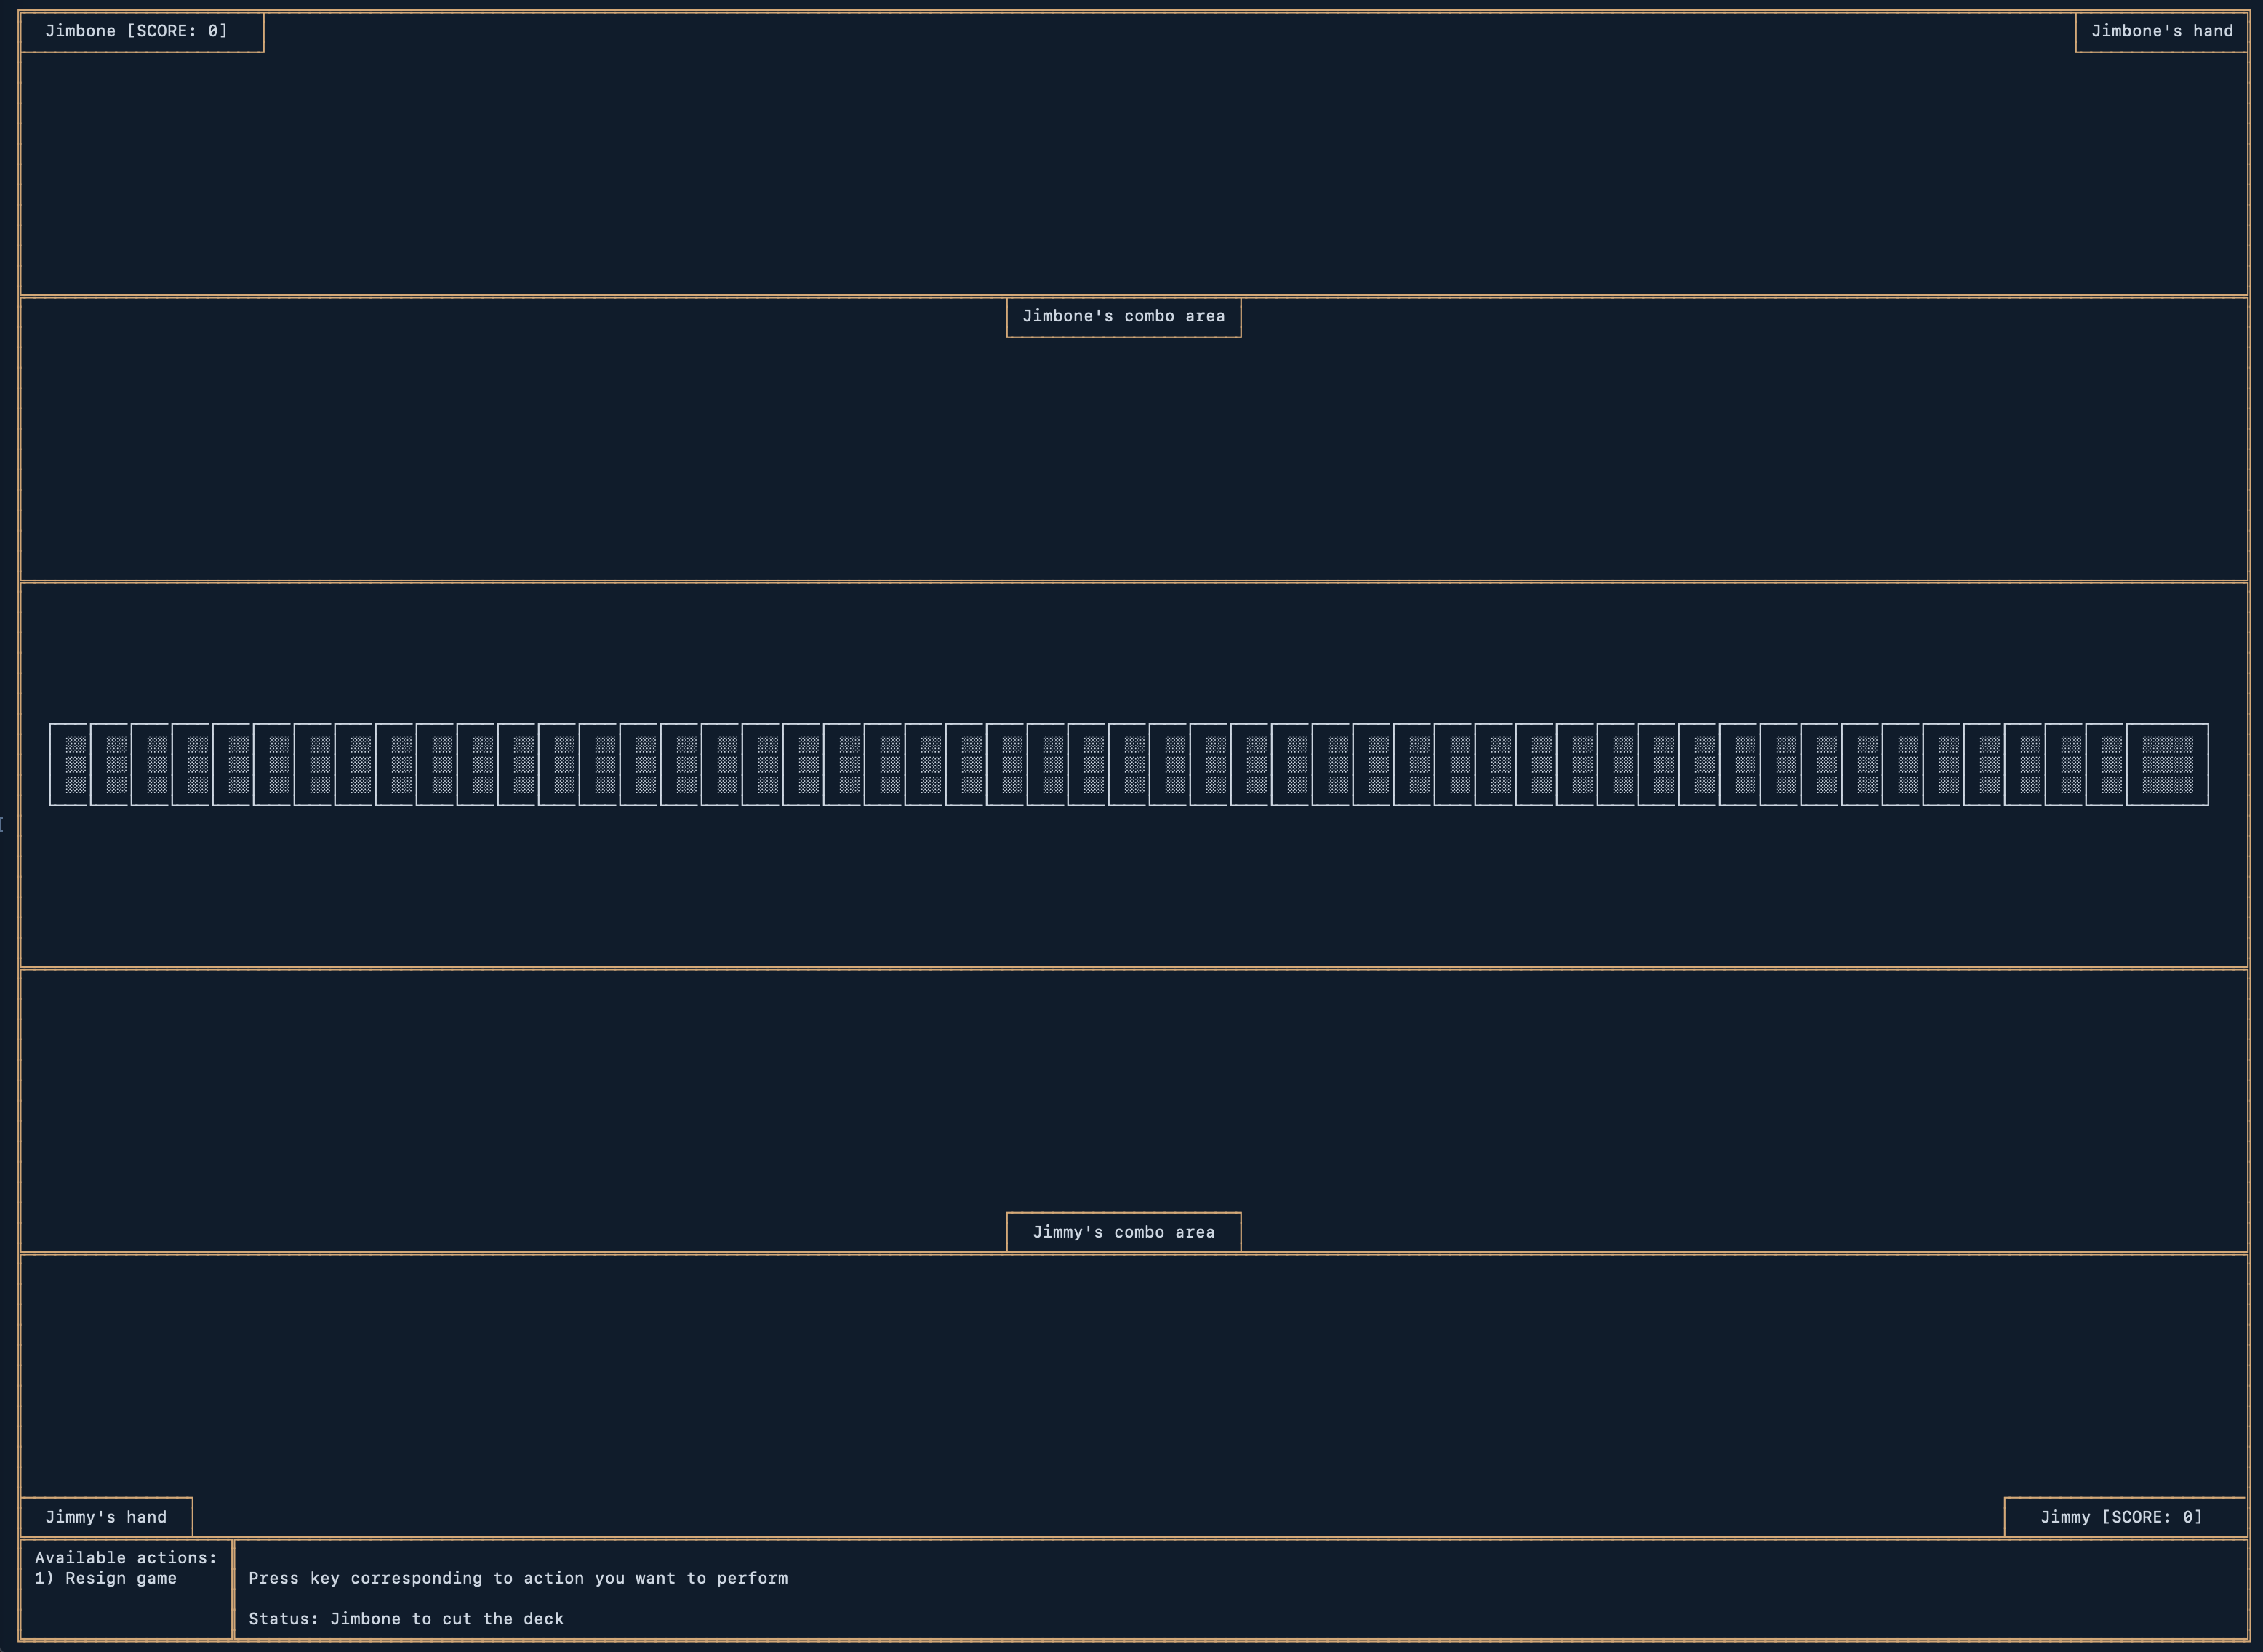 Jimbone [SCORE: 0]
Jimbone's hand
Jimbone's combo area
Jimmy's combo area
Jimmy's hand
Jimmy [SCORE: 0]
Available actions:
1) Resign game
Press key corresponding to action you want to perform
Status: Jimbone to cut the deck